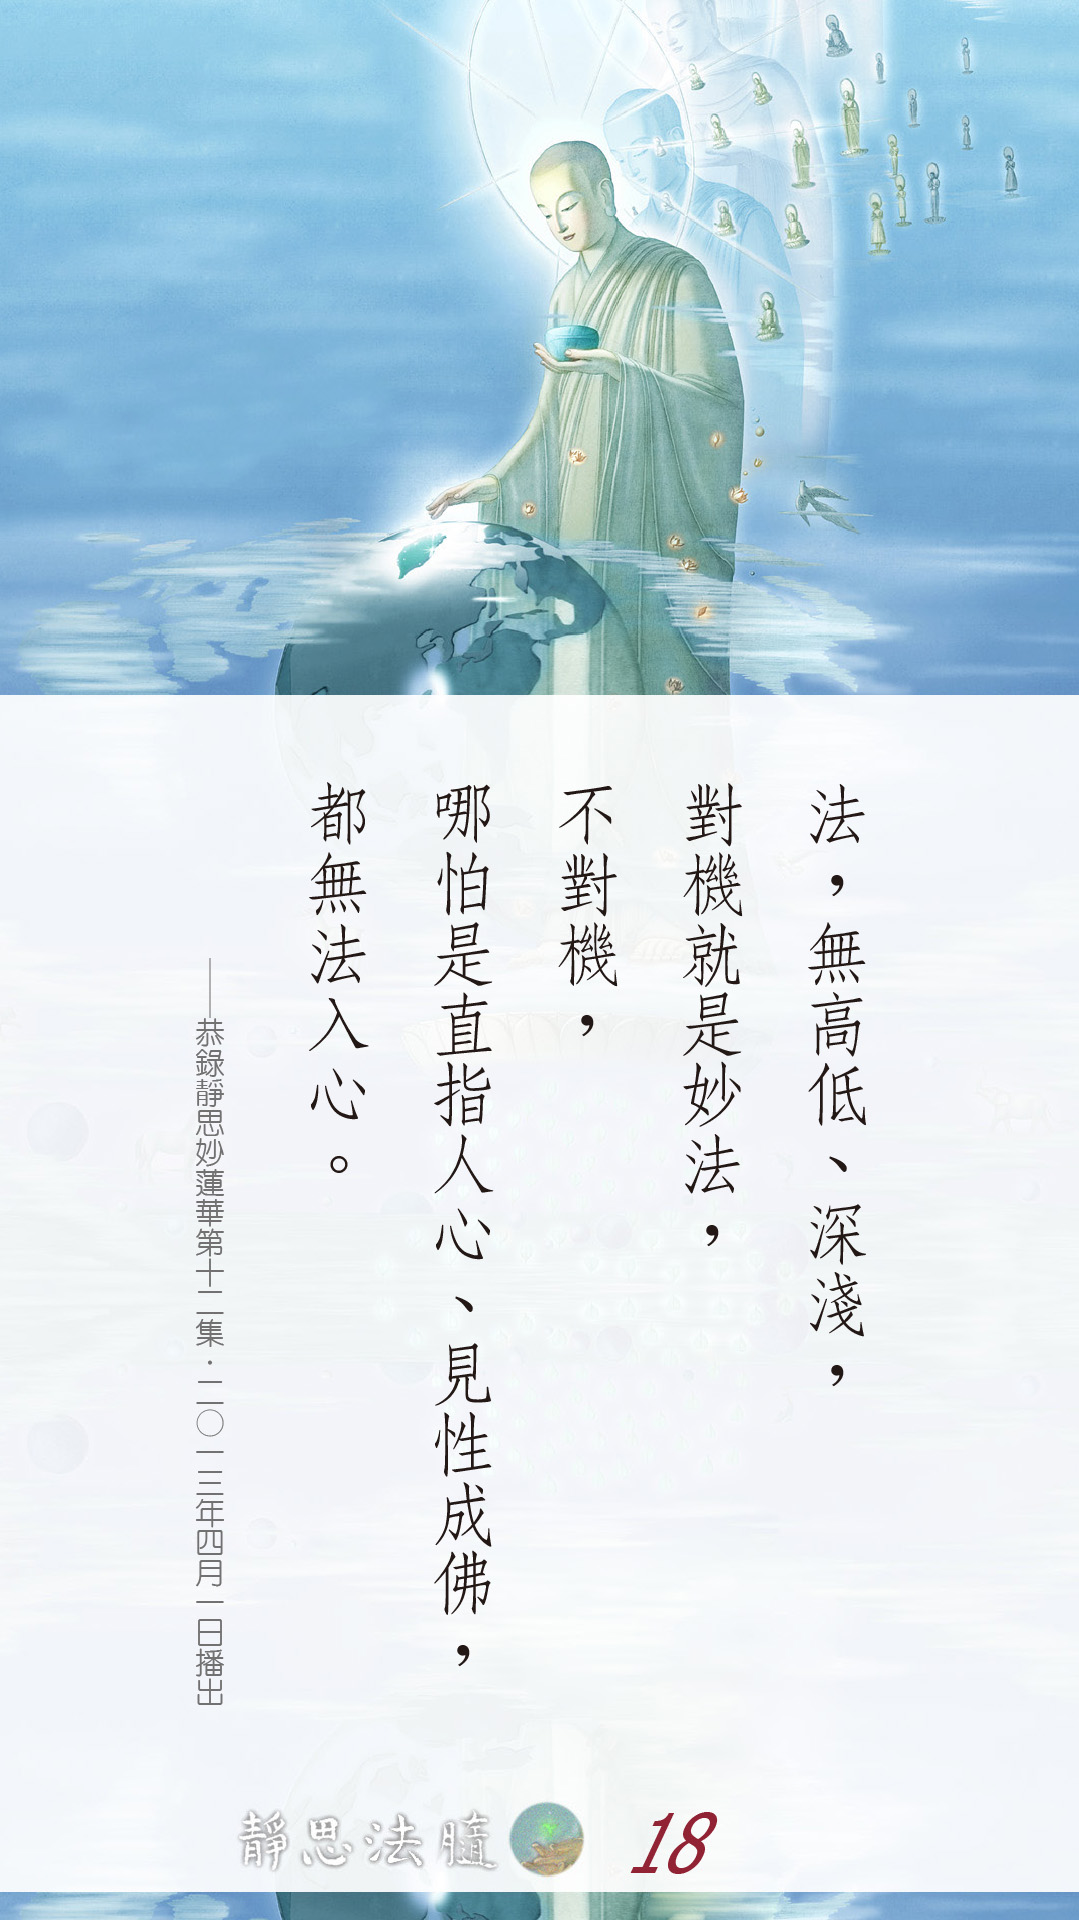 法，無高低、深淺，
對機就是妙法，
不對機，
哪怕是直指人心、見性成佛，
都無法入心。
——恭錄靜思妙蓮華第十二集．二〇一三年四月一日播出
靜思法髓
18